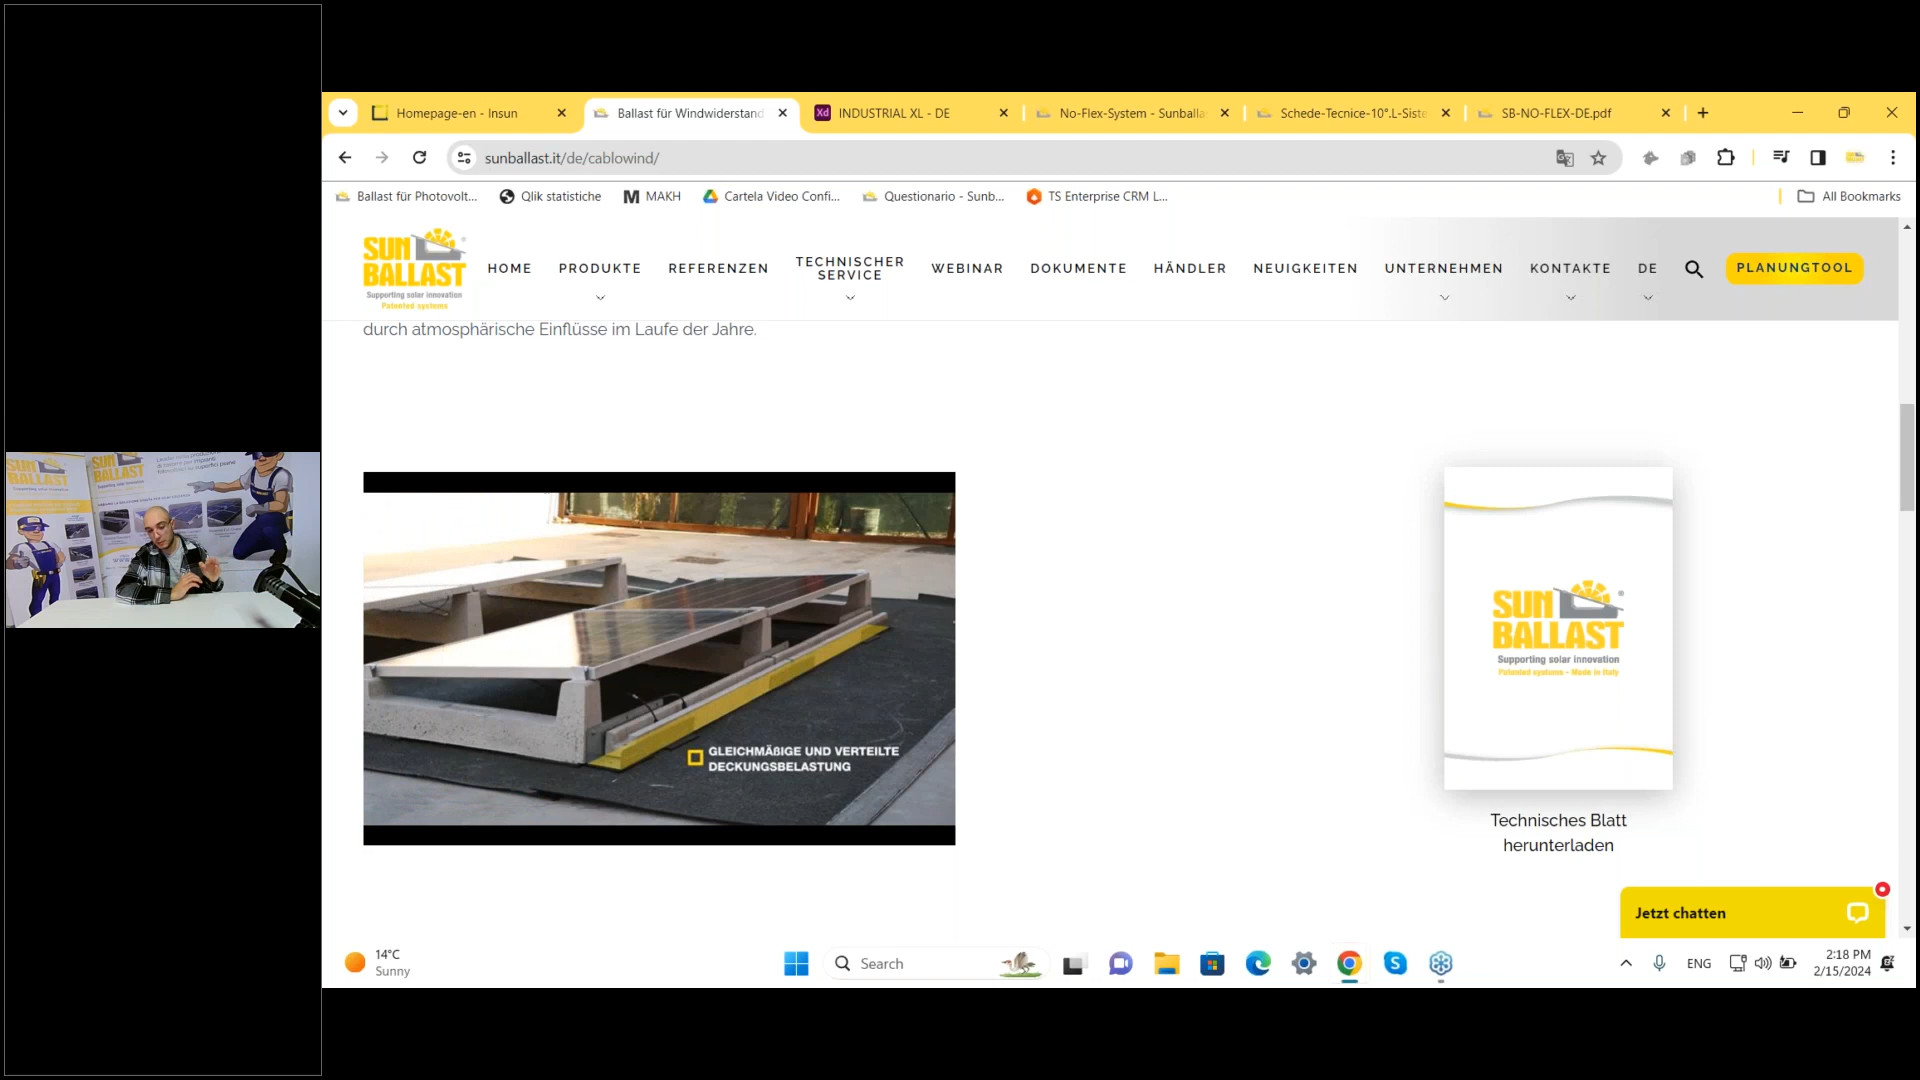 Homepage-en - Insun
Ballast für Windwiderstand
Xd INDUSTRIAL XL - DE
No-Flex-System - Sunballa
Schede-Tecnice-10°.L-Siste
SB-NO-FLEX-DE.pdf
sunballast.it/de/cablowind/
Ballast für Photovolt...
Qlik statistiche
M MAKH
Cartela Video Confi...
Questionario - Sunb...
TS Enterprise CRM L...
All Bookmarks
SUN
BALLAST
Supporting solar innovation
Patented systems
HOME
PRODUKTE
REFERENZEN
TECHNISCHER
SERVICE
WEBINAR
DOKUMENTE
HÄNDLER
NEUIGKEITEN
UNTERNEHMEN
KONTAKTE
DE
PLANUNGTOOL
durch atmosphärische Einflüsse im Laufe der Jahre.
SUN
BALLAST
GLEICHMÄßIGE UND VERTEILTE
DECKUNGSBELASTUNG
SUN
BALLAST
Supporting solar innovation
Patented systems - Made in Italy
Technisches Blatt
herunterladen
Jetzt chatten
14°C
Sunny
Search
ENG
2:18 PM
2/15/2024